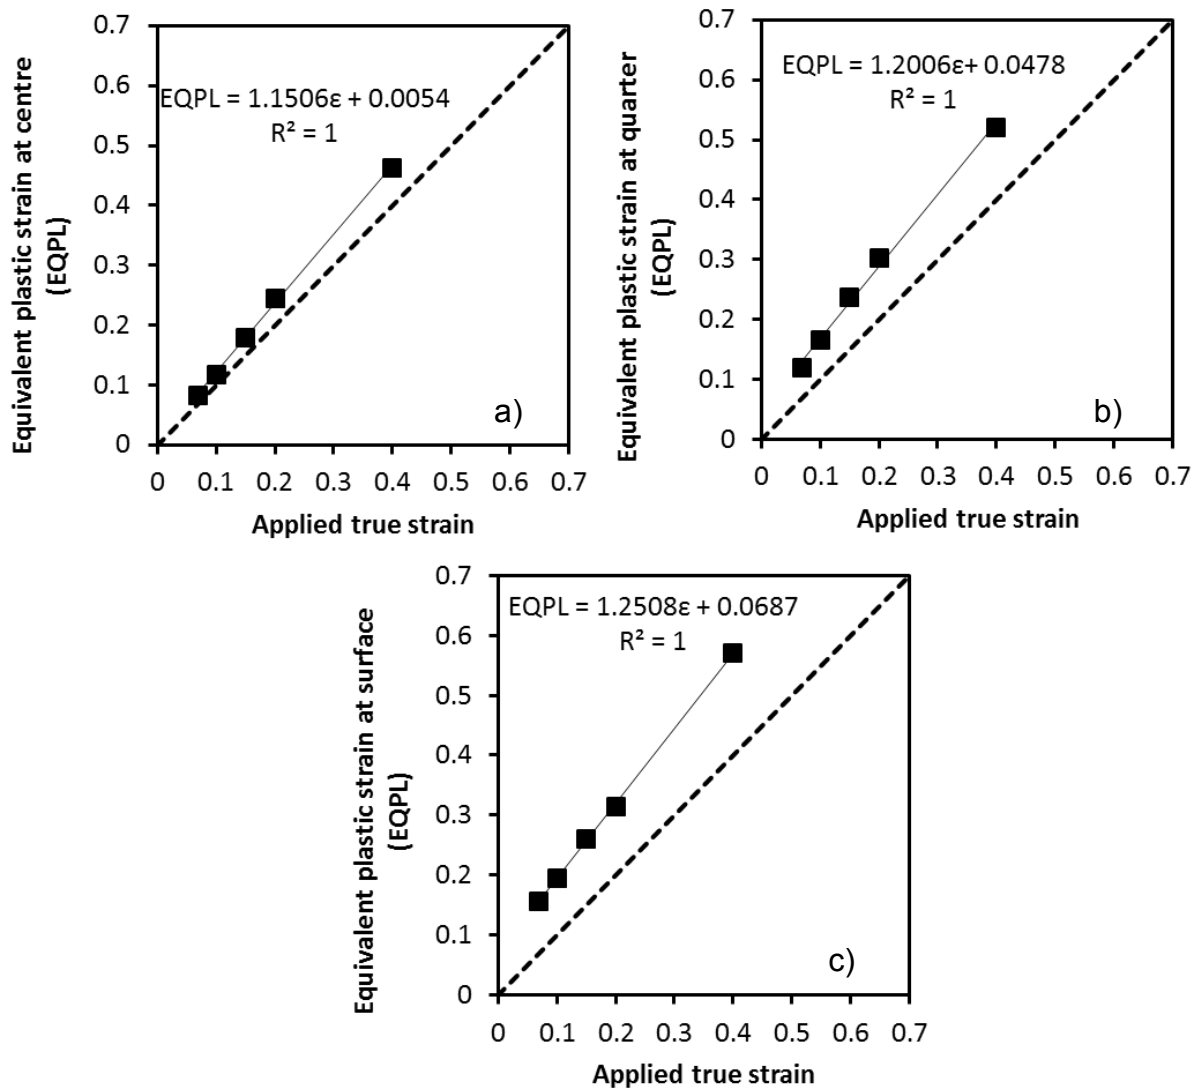 Equivalent plastic strain at centre
(EQPL)
0.7
0.6
0.5
0.4
0.3
0.2
0.1
0
EQPL = 1.1506ε + 0.0054
R² = 1
a)
0 0.1 0.2 0.3 0.4 0.5 0.6 0.7
Applied true strain
Equivalent plastic strain at quarter
(EQPL)
0.7
0.6
0.5
0.4
0.3
0.2
0.1
0
EQPL = 1.2006ε+ 0.0478
R² = 1
b)
0 0.1 0.2 0.3 0.4 0.5 0.6 0.7
Applied true strain
Equivalent plastic strain at surface
(EQPL)
0.7
0.6
0.5
0.4
0.3
0.2
0.1
0
EQPL = 1.2508ε + 0.0687
R² = 1
c)
0 0.1 0.2 0.3 0.4 0.5 0.6 0.7
Applied true strain